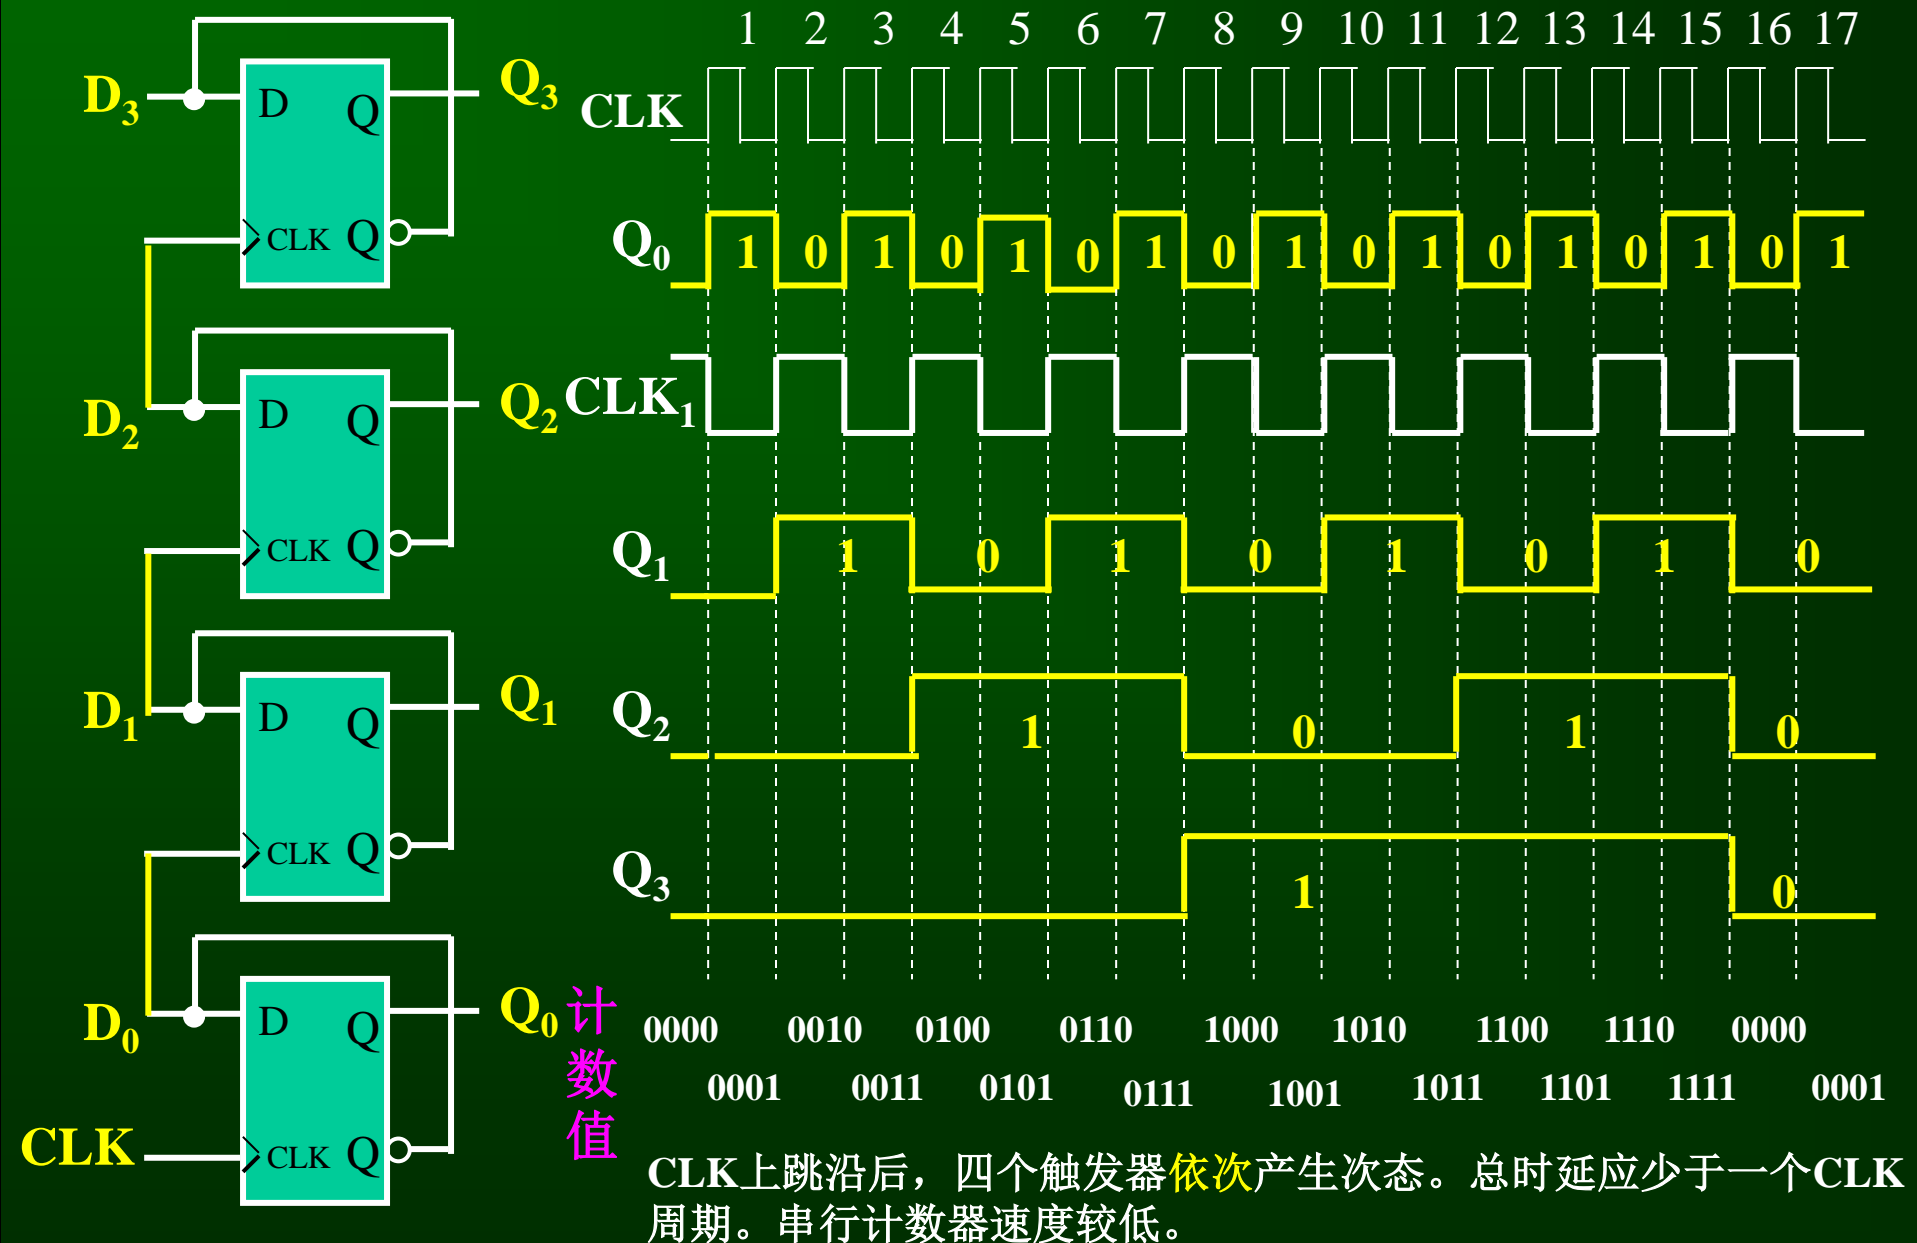 D3
D Q
CLK Q
Q3
D2
D Q
CLK Q
Q2
D1
D Q
CLK Q
Q1
D0
D Q
CLK Q
Q0
CLK
1 2 3 4 5 6 7 8 9 10 11 12 13 14 15 16 17
CLK
Q0 1 0 1 0 1 0 1 0 1 0 1 0 1 0 1 0 1
CLK1
Q1 1 0 1 0 1 0 1 0
Q2 1 0 1 0
Q3 1 0
计数值
0000 0010 0100 0110 1000 1010 1100 1110 0000
0001 0011 0101 0111 1001 1011 1101 1111 0001
CLK上跳沿后，四个触发器依次产生次态。总时延应少于一个CLK
周期。串行计数器速度较低。